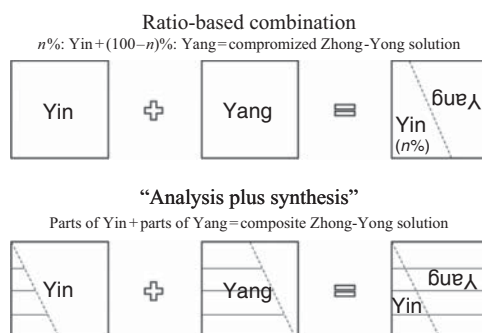 Ratio-based combination
n%: Yin+(100–n)%: Yang=compromized Zhong-Yong solution
Yin + Yang = Yin (n%) Yang
“Analysis plus synthesis”
Parts of Yin+parts of Yang=composite Zhong-Yong solution
Yin + Yang = Yin Yang